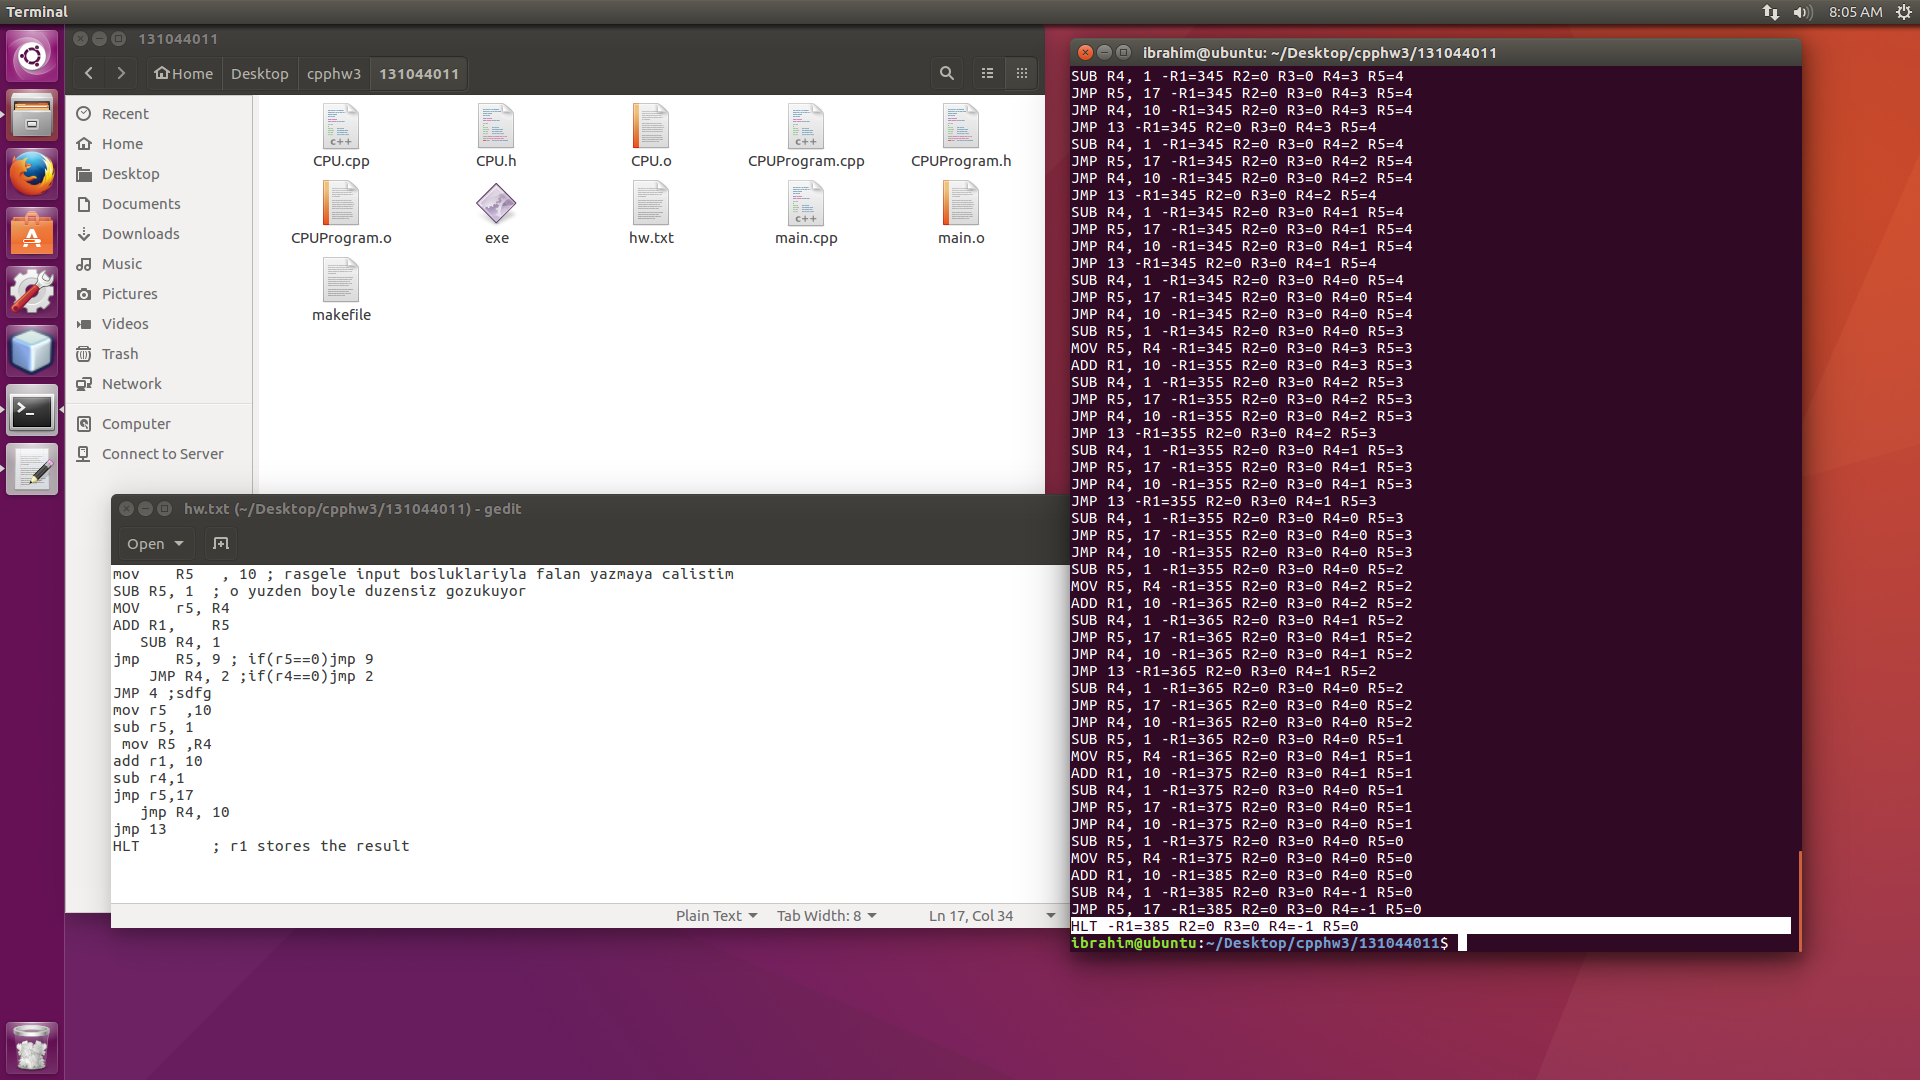 Terminal
8:05 AM
131044011
Home
Desktop
cpphw3
131044011
Recent
Home
Desktop
Documents
Downloads
Music
Pictures
Videos
Trash
Network
Computer
Connect to Server
CPU.cpp
CPU.h
CPU.o
CPUProgram.cpp
CPUProgram.h
CPUProgram.o
exe
hw.txt
main.cpp
main.o
makefile
hw.txt (~/Desktop/cpphw3/131044011) - gedit
Open
mov    R5   , 10 ; rasgele input bosluklariyla falan yazmaya calistim
SUB R5, 1  ; o yuzden boyle duzensiz gozukuyor
MOV    r5, R4
ADD R1,    R5
   SUB R4, 1
jmp    R5, 9 ; if(r5==0)jmp 9
    JMP R4, 2 ;if(r4==0)jmp 2
JMP 4 ;sdfg
mov r5  ,10
sub r5, 1
 mov R5 ,R4
add r1, 10
sub r4,1
jmp r5,17
   jmp R4, 10
jmp 13
HLT        ; r1 stores the result
Plain Text
Tab Width: 8
Ln 17, Col 34
ibrahim@ubuntu: ~/Desktop/cpphw3/131044011
SUB R4, 1 -R1=345 R2=0 R3=0 R4=3 R5=4
JMP R5, 17 -R1=345 R2=0 R3=0 R4=3 R5=4
JMP R4, 10 -R1=345 R2=0 R3=0 R4=3 R5=4
JMP 13 -R1=345 R2=0 R3=0 R4=3 R5=4
SUB R4, 1 -R1=345 R2=0 R3=0 R4=2 R5=4
JMP R5, 17 -R1=345 R2=0 R3=0 R4=2 R5=4
JMP R4, 10 -R1=345 R2=0 R3=0 R4=2 R5=4
JMP 13 -R1=345 R2=0 R3=0 R4=2 R5=4
SUB R4, 1 -R1=345 R2=0 R3=0 R4=1 R5=4
JMP R5, 17 -R1=345 R2=0 R3=0 R4=1 R5=4
JMP R4, 10 -R1=345 R2=0 R3=0 R4=1 R5=4
JMP 13 -R1=345 R2=0 R3=0 R4=1 R5=4
SUB R4, 1 -R1=345 R2=0 R3=0 R4=0 R5=4
JMP R5, 17 -R1=345 R2=0 R3=0 R4=0 R5=4
JMP R4, 10 -R1=345 R2=0 R3=0 R4=0 R5=4
SUB R5, 1 -R1=345 R2=0 R3=0 R4=0 R5=3
MOV R5, R4 -R1=345 R2=0 R3=0 R4=3 R5=3
ADD R1, 10 -R1=355 R2=0 R3=0 R4=3 R5=3
SUB R4, 1 -R1=355 R2=0 R3=0 R4=2 R5=3
JMP R5, 17 -R1=355 R2=0 R3=0 R4=2 R5=3
JMP R4, 10 -R1=355 R2=0 R3=0 R4=2 R5=3
JMP 13 -R1=355 R2=0 R3=0 R4=2 R5=3
SUB R4, 1 -R1=355 R2=0 R3=0 R4=1 R5=3
JMP R5, 17 -R1=355 R2=0 R3=0 R4=1 R5=3
JMP R4, 10 -R1=355 R2=0 R3=0 R4=1 R5=3
JMP 13 -R1=355 R2=0 R3=0 R4=1 R5=3
SUB R4, 1 -R1=355 R2=0 R3=0 R4=0 R5=3
JMP R5, 17 -R1=355 R2=0 R3=0 R4=0 R5=3
JMP R4, 10 -R1=355 R2=0 R3=0 R4=0 R5=3
SUB R5, 1 -R1=355 R2=0 R3=0 R4=0 R5=2
MOV R5, R4 -R1=355 R2=0 R3=0 R4=2 R5=2
ADD R1, 10 -R1=365 R2=0 R3=0 R4=2 R5=2
SUB R4, 1 -R1=365 R2=0 R3=0 R4=1 R5=2
JMP R5, 17 -R1=365 R2=0 R3=0 R4=1 R5=2
JMP R4, 10 -R1=365 R2=0 R3=0 R4=1 R5=2
JMP 13 -R1=365 R2=0 R3=0 R4=1 R5=2
SUB R4, 1 -R1=365 R2=0 R3=0 R4=0 R5=2
JMP R5, 17 -R1=365 R2=0 R3=0 R4=0 R5=2
JMP R4, 10 -R1=365 R2=0 R3=0 R4=0 R5=2
SUB R5, 1 -R1=365 R2=0 R3=0 R4=0 R5=1
MOV R5, R4 -R1=365 R2=0 R3=0 R4=1 R5=1
ADD R1, 10 -R1=375 R2=0 R3=0 R4=1 R5=1
SUB R4, 1 -R1=375 R2=0 R3=0 R4=0 R5=1
JMP R5, 17 -R1=375 R2=0 R3=0 R4=0 R5=1
JMP R4, 10 -R1=375 R2=0 R3=0 R4=0 R5=1
SUB R5, 1 -R1=375 R2=0 R3=0 R4=0 R5=0
MOV R5, R4 -R1=375 R2=0 R3=0 R4=0 R5=0
ADD R1, 10 -R1=385 R2=0 R3=0 R4=0 R5=0
SUB R4, 1 -R1=385 R2=0 R3=0 R4=-1 R5=0
JMP R5, 17 -R1=385 R2=0 R3=0 R4=-1 R5=0
HLT -R1=385 R2=0 R3=0 R4=-1 R5=0
ibrahim@ubuntu:~/Desktop/cpphw3/131044011$